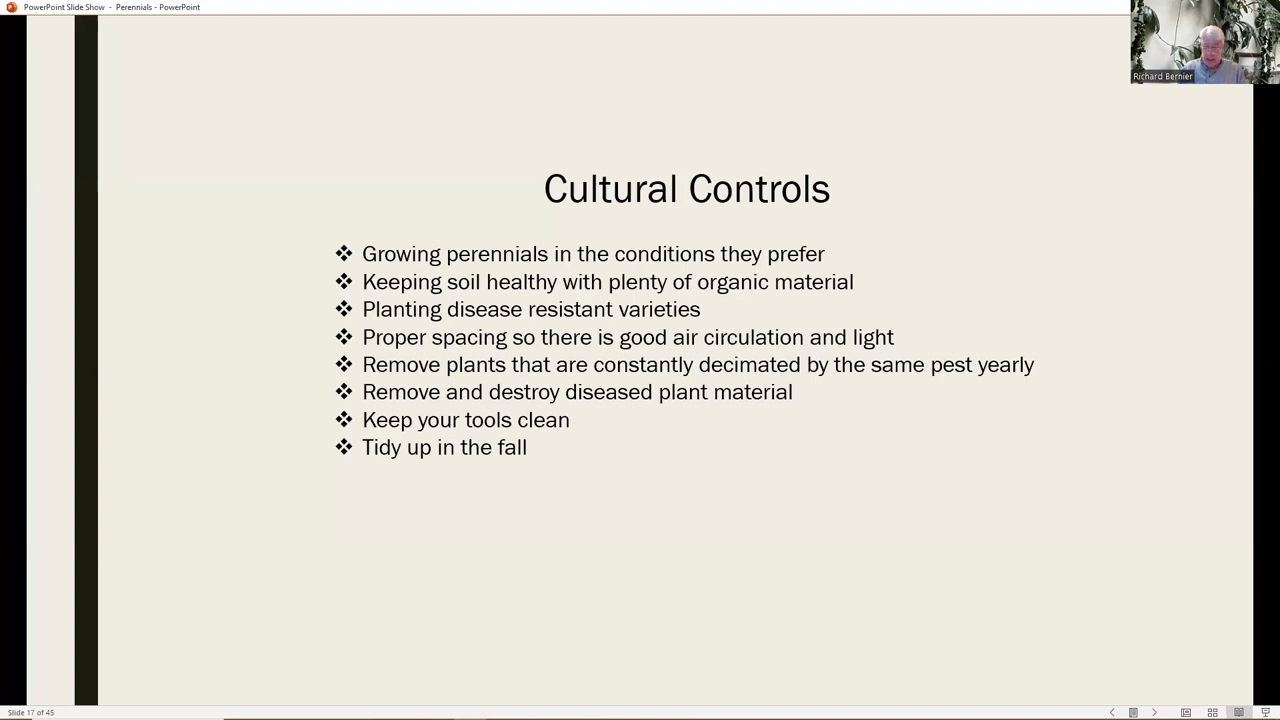 PowerPoint Slide Show - Perennials - PowerPoint
Richard Bernier
Cultural Controls
❖ Growing perennials in the conditions they prefer
❖ Keeping soil healthy with plenty of organic material
❖ Planting disease resistant varieties
❖ Proper spacing so there is good air circulation and light
❖ Remove plants that are constantly decimated by the same pest yearly
❖ Remove and destroy diseased plant material
❖ Keep your tools clean
❖ Tidy up in the fall
Slide 17 of 45